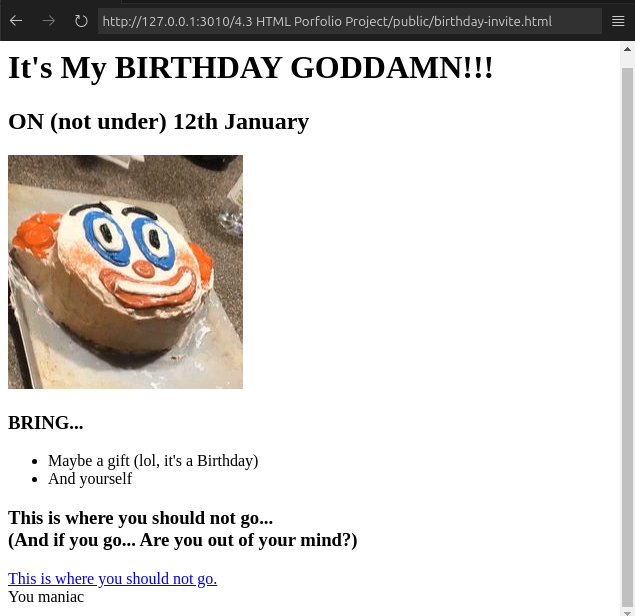 http://127.0.0.1:3010/4.3 HTML Porfolio Project/public/birthday-invite.html
It's My BIRTHDAY GODDAMN!!!
ON (not under) 12th January
BRING...
Maybe a gift (lol, it's a Birthday)
And yourself
This is where you should not go...
(And if you go... Are you out of your mind?)
This is where you should not go.
You maniac